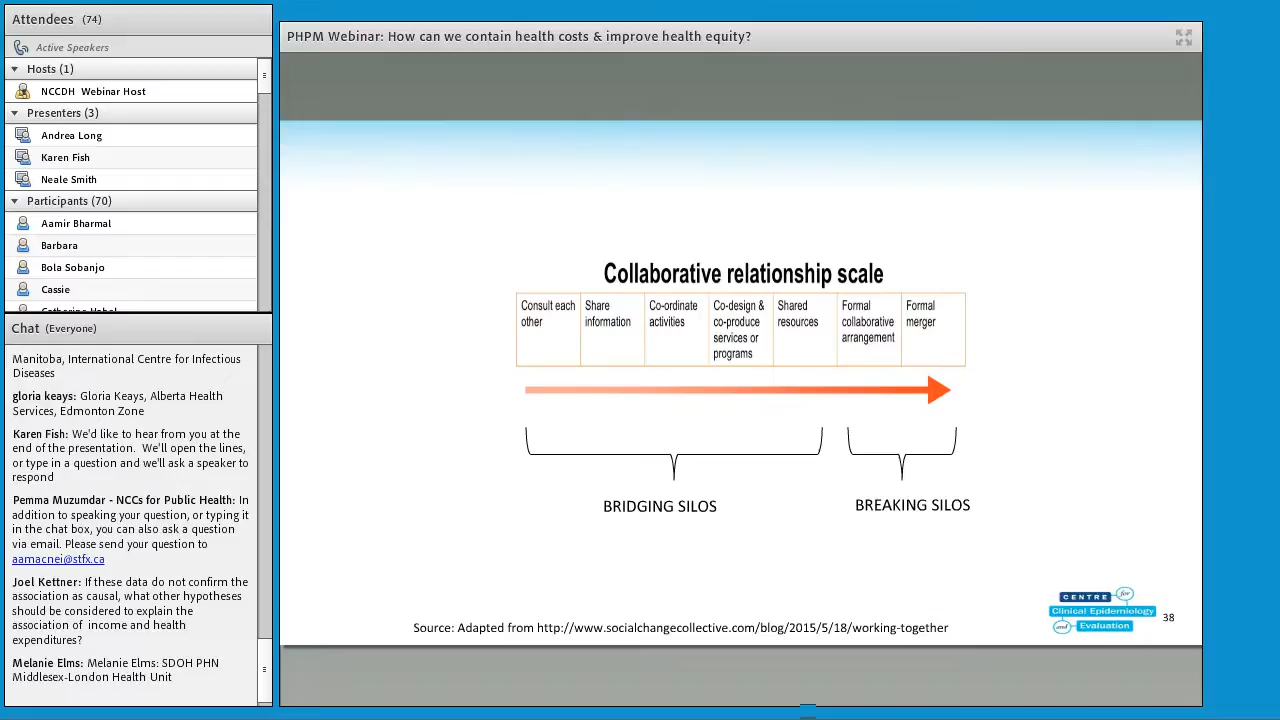 Attendees (74)
Active Speakers
Hosts (1)
NCCDH Webinar Host
Presenters (3)
Andrea Long
Karen Fish
Neale Smith
Participants (70)
Aamir Bharmal
Barbara
Bola Sobanjo
Cassie
Chat (Everyone)
Manitoba, International Centre for Infectious
Diseases
gloria keays: Gloria Keays, Alberta Health
Services, Edmonton Zone
Karen Fish: We'd like to hear from you at the
end of the presentation. We'll open the lines,
or type in a question and we'll ask a speaker to
respond
Pemma Muzumdar - NCCs for Public Health: In
addition to speaking your question, or typing it
in the chat box, you can also ask a question
via email. Please send your question to
aamacnei@stfx.ca
Joel Kettner: If these data do not confirm the
association as causal, what other hypotheses
should be considered to explain the
association of income and health
expenditures?
Melanie Elms: Melanie Elms: SDOH PHN
Middlesex-London Health Unit
PHPM Webinar: How can we contain health costs & improve health equity?
Collaborative relationship scale
Consult each
other
Share
information
Co-ordinate
activities
Co-design &
co-produce
services or
programs
Shared
resources
Formal
collaborative
arrangement
Formal
merger
BRIDGING SILOS
BREAKING SILOS
CENTRE for
Clinical Epidemiology
and Evaluation
38
Source: Adapted from http://www.socialchangecollective.com/blog/2015/5/18/working-together